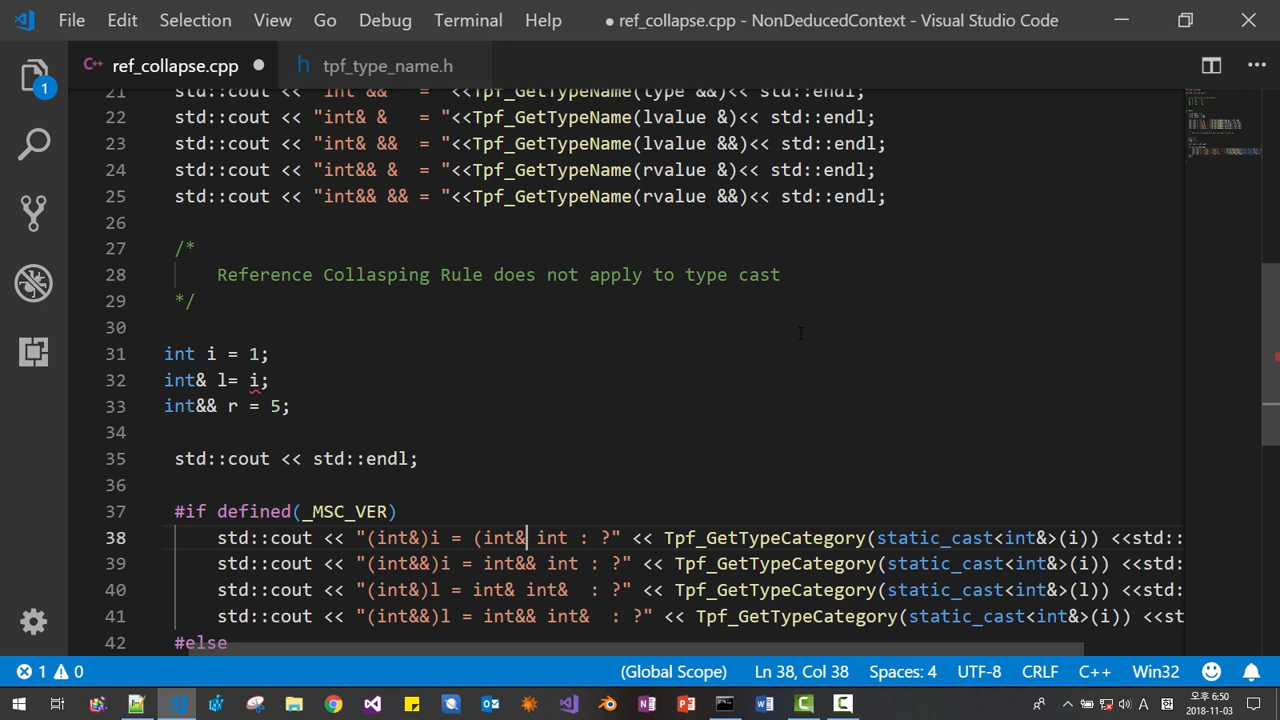 File Edit Selection View Go Debug Terminal Help ● ref_collapse.cpp - NonDeducedContext - Visual Studio Code
C++ ref_collapse.cpp ● h tpf_type_name.h
1
21 std::cout << "int && = "<<Tpf_GetTypeName(type &&)<< std::endl;
22 std::cout << "int& & = "<<Tpf_GetTypeName(lvalue &)<< std::endl;
23 std::cout << "int& && = "<<Tpf_GetTypeName(lvalue &&)<< std::endl;
24 std::cout << "int&& & = "<<Tpf_GetTypeName(rvalue &)<< std::endl;
25 std::cout << "int&& && = "<<Tpf_GetTypeName(rvalue &&)<< std::endl;
26
27 /*
28 Reference Collasping Rule does not apply to type cast
29 */
30
31 int i = 1;
32 int& l= i;
33 int&& r = 5;
34
35 std::cout << std::endl;
36
37 #if defined(_MSC_VER)
38 std::cout << "(int&)i = (int& int : ?" << Tpf_GetTypeCategory(static_cast<int&>(i)) <<std::
39 std::cout << "(int&&)i = int&& int : ?" << Tpf_GetTypeCategory(static_cast<int&>(i)) <<std:
40 std::cout << "(int&)l = int& int& : ?" << Tpf_GetTypeCategory(static_cast<int&>(l)) <<std:
41 std::cout << "(int&&)l = int&& int& : ?" << Tpf_GetTypeCategory(static_cast<int&>(i)) <<st
42 #else
1 0 (Global Scope) Ln 38, Col 38 Spaces: 4 UTF-8 CRLF C++ Win32
A 오후 6:50
2018-11-03